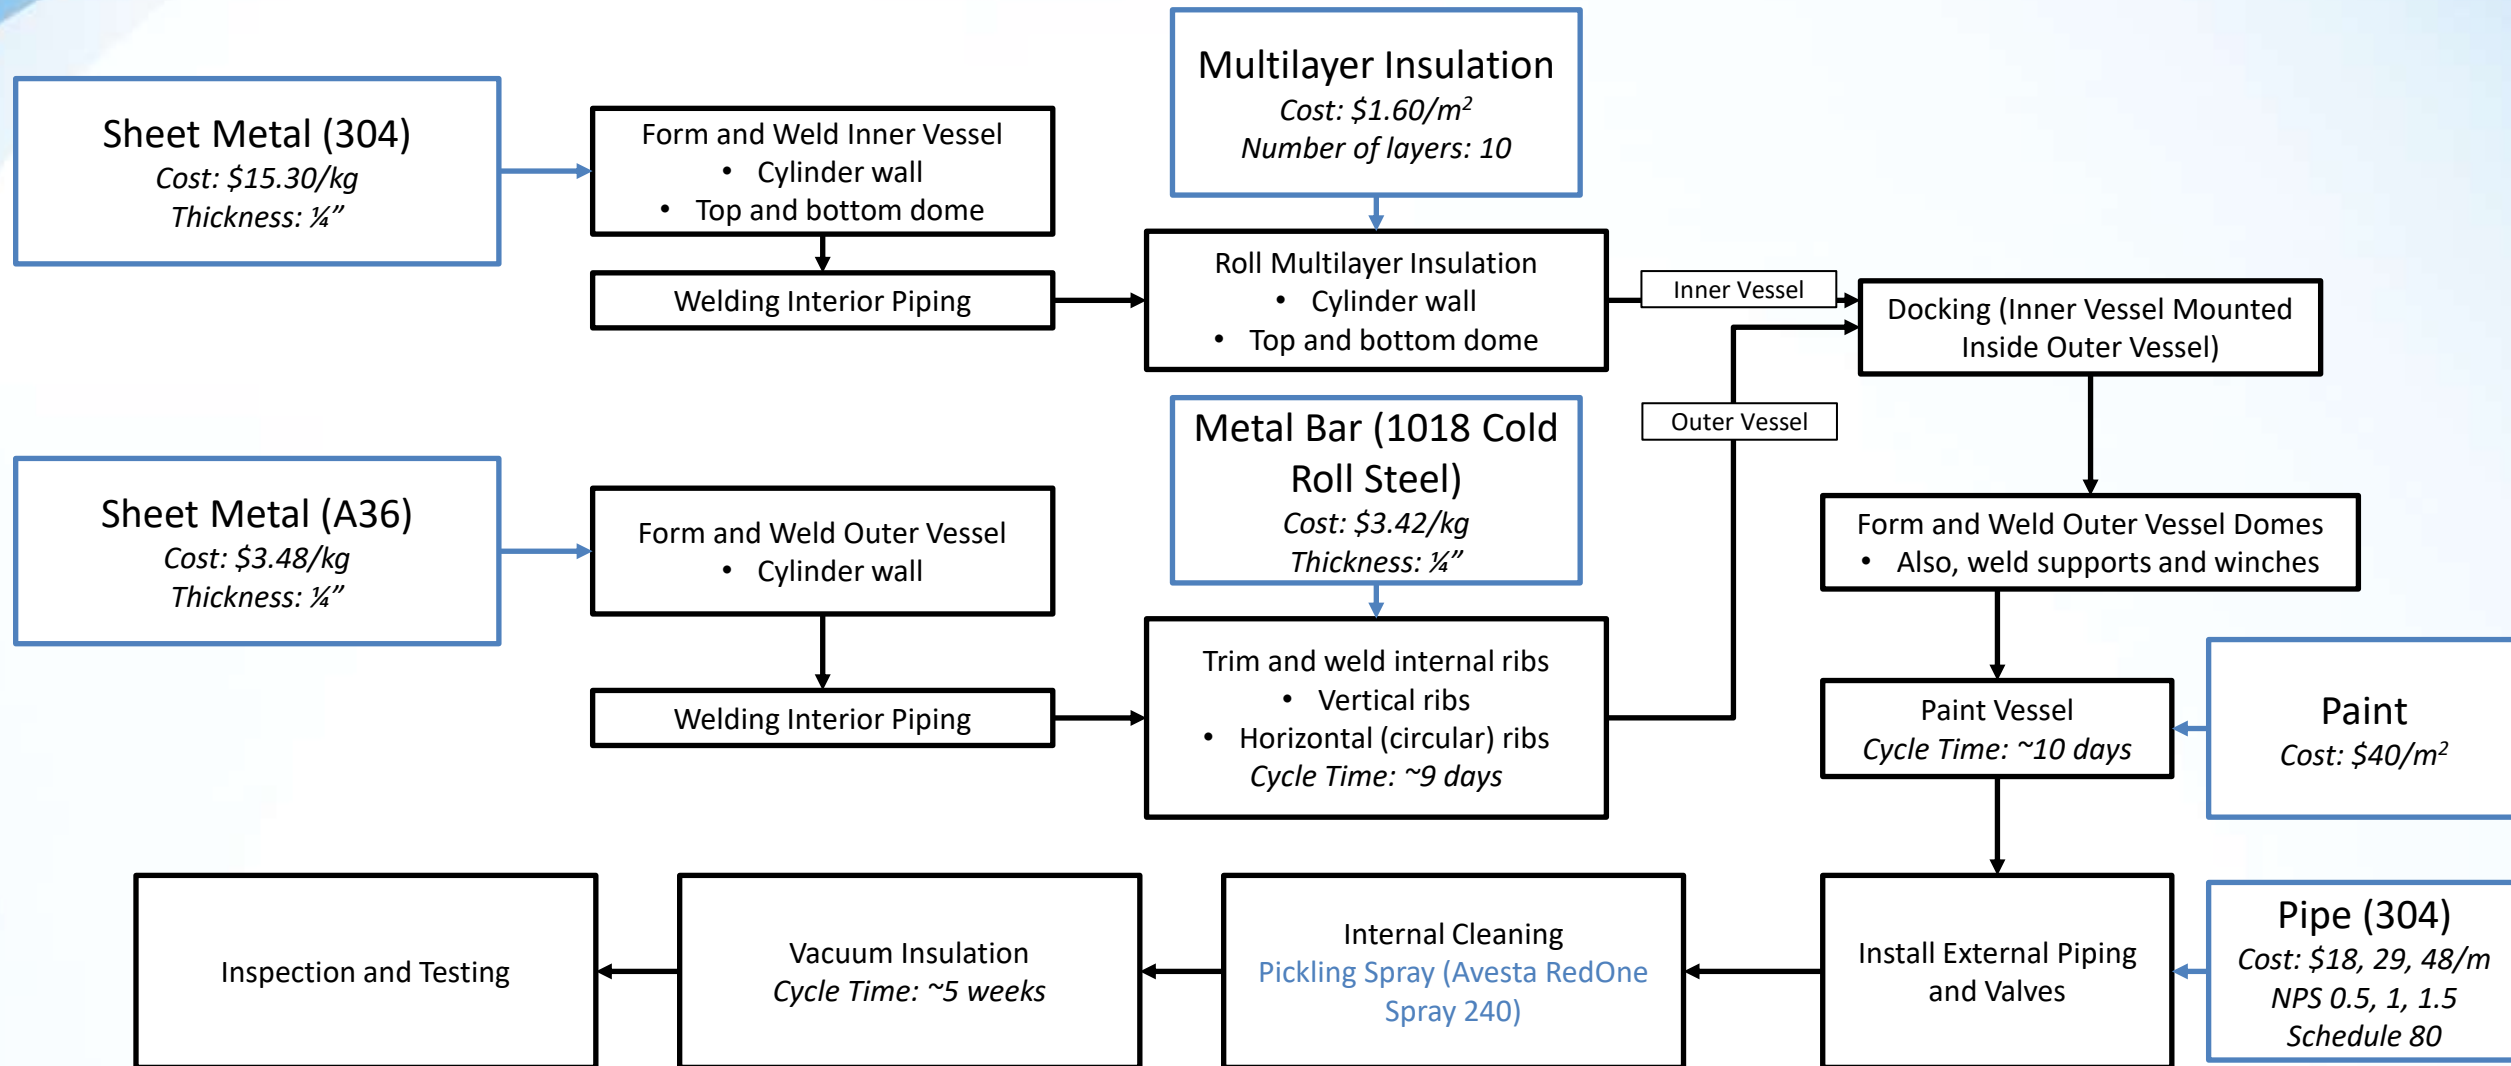 Sheet Metal (304)
Cost: $15.30/kg
Thickness: ¼”
Form and Weld Inner Vessel
• Cylinder wall
• Top and bottom dome
Welding Interior Piping
Multilayer Insulation
Cost: $1.60/m²
Number of layers: 10
Roll Multilayer Insulation
• Cylinder wall
• Top and bottom dome
Inner Vessel
Docking (Inner Vessel Mounted
Inside Outer Vessel)
Sheet Metal (A36)
Cost: $3.48/kg
Thickness: ¼”
Form and Weld Outer Vessel
• Cylinder wall
Welding Interior Piping
Metal Bar (1018 Cold
Roll Steel)
Cost: $3.42/kg
Thickness: ¼”
Trim and weld internal ribs
• Vertical ribs
• Horizontal (circular) ribs
Cycle Time: ~9 days
Outer Vessel
Form and Weld Outer Vessel Domes
• Also, weld supports and winches
Paint Vessel
Cycle Time: ~10 days
Paint
Cost: $40/m²
Pipe (304)
Cost: $18, 29, 48/m
NPS 0.5, 1, 1.5
Schedule 80
Install External Piping
and Valves
Internal Cleaning
Pickling Spray (Avesta RedOne
Spray 240)
Vacuum Insulation
Cycle Time: ~5 weeks
Inspection and Testing